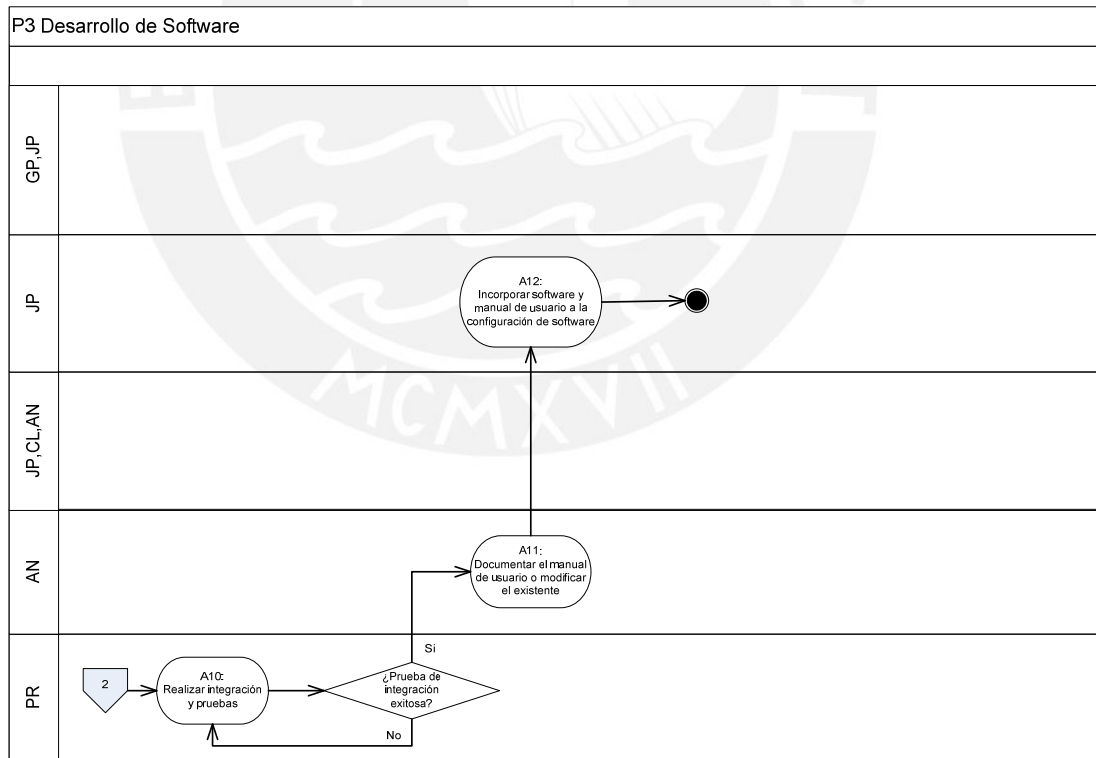 P3 Desarrollo de Software
GP,JP
JP
A12:
Incorporar software y
manual de usuario a la
configuración de software
MCMXVII
JP,CL,AN
AN
A11:
Documentar el manual
de usuario o modificar
el existente
Si
PR
2
A10:
Realizar integración
y pruebas
¿Prueba de
integración
exitosa?
No